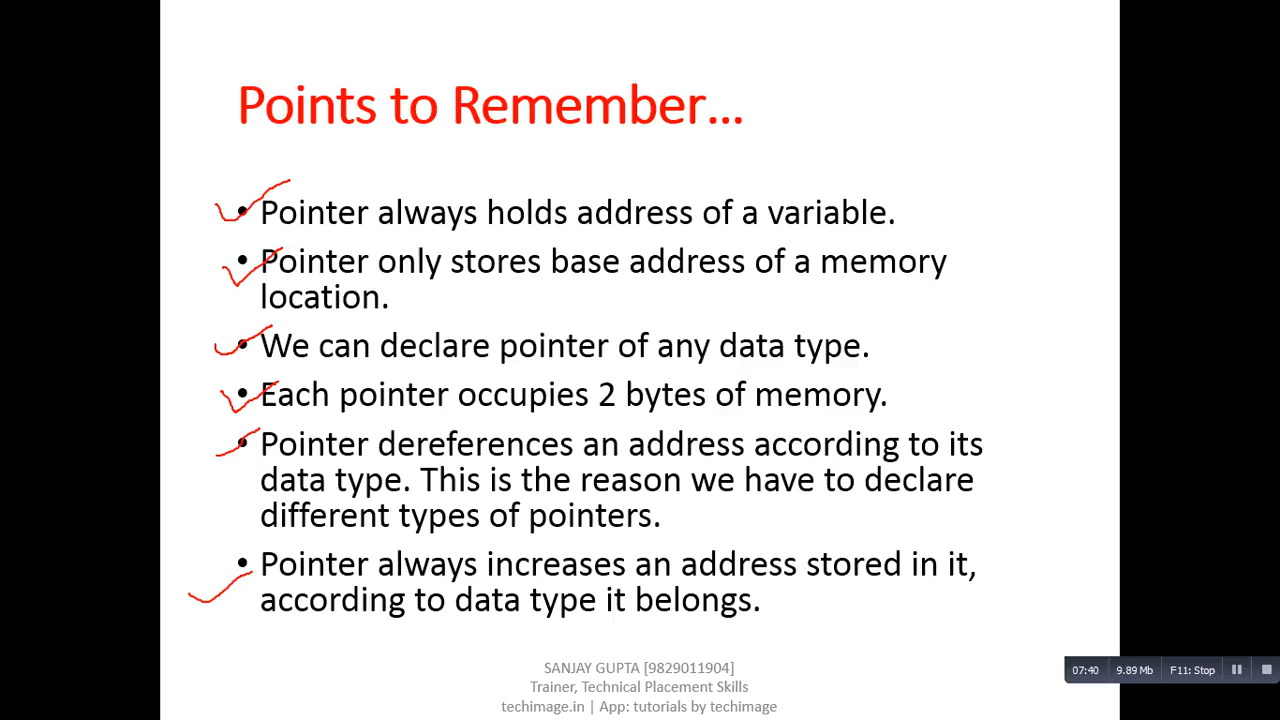 Points to Remember...
• Pointer always holds address of a variable.
• Pointer only stores base address of a memory
location.
• We can declare pointer of any data type.
• Each pointer occupies 2 bytes of memory.
• Pointer dereferences an address according to its
data type. This is the reason we have to declare
different types of pointers.
• Pointer always increases an address stored in it,
according to data type it belongs.
SANJAY GUPTA [9829011904]
Trainer, Technical Placement Skills
techimage.in | App: tutorials by techimage
07:40 9.89 Mb F11: Stop